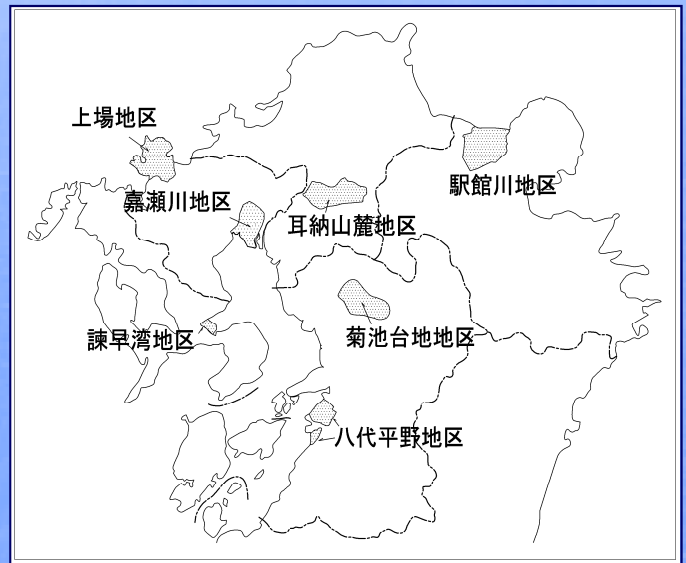 上場地区
駅館川地区
嘉瀬川地区
耳納山麓地区
諫早湾地区
菊池台地地区
八代平野地区